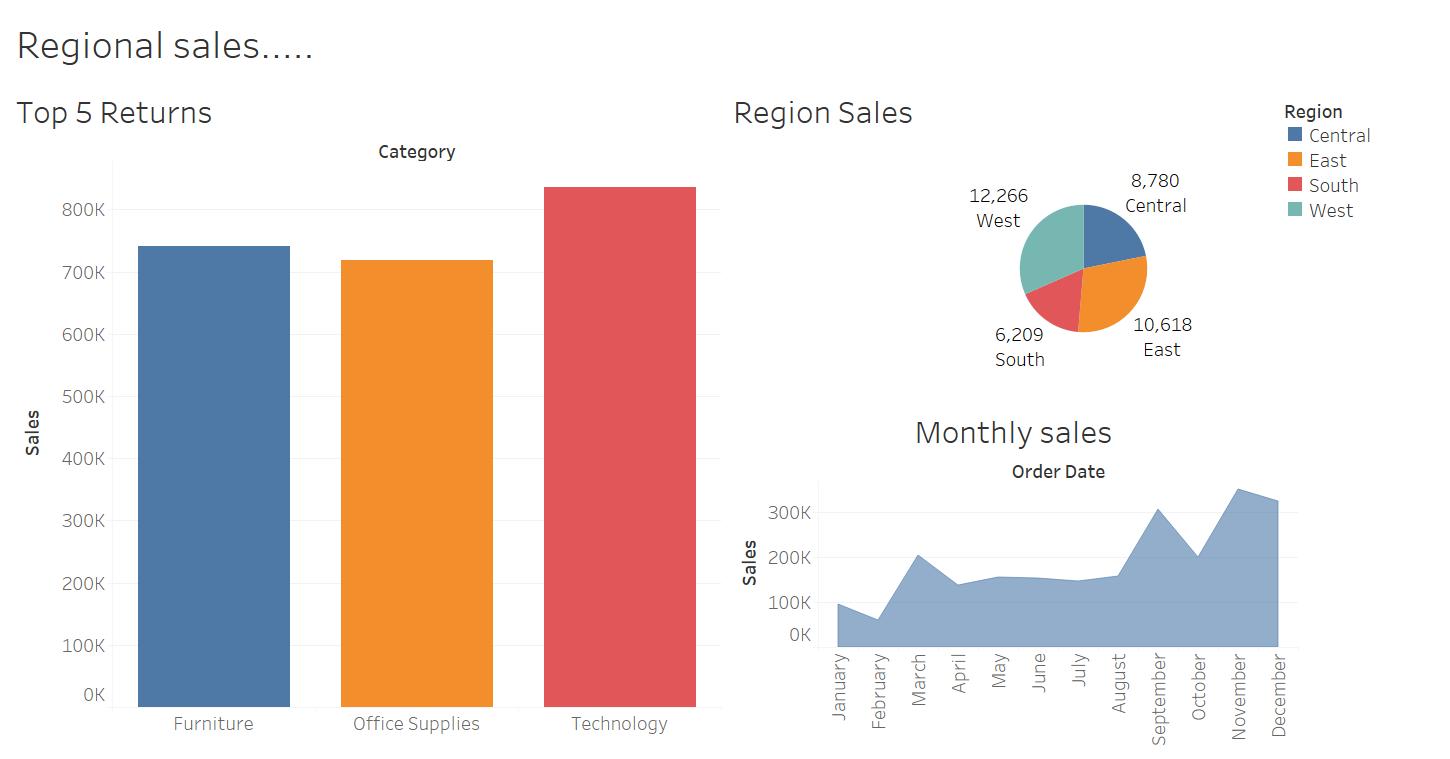 Regional sales.....
Top 5 Returns
Category
Sales
800K
700K
600K
500K
400K
300K
200K
100K
0K
Furniture
Office Supplies
Technology
Region Sales
12,266
West
8,780
Central
6,209
South
10,618
East
Region
Central
East
South
West
Monthly sales
Order Date
Sales
300K
200K
100K
0K
January
February
March
April
May
June
July
August
September
October
November
December